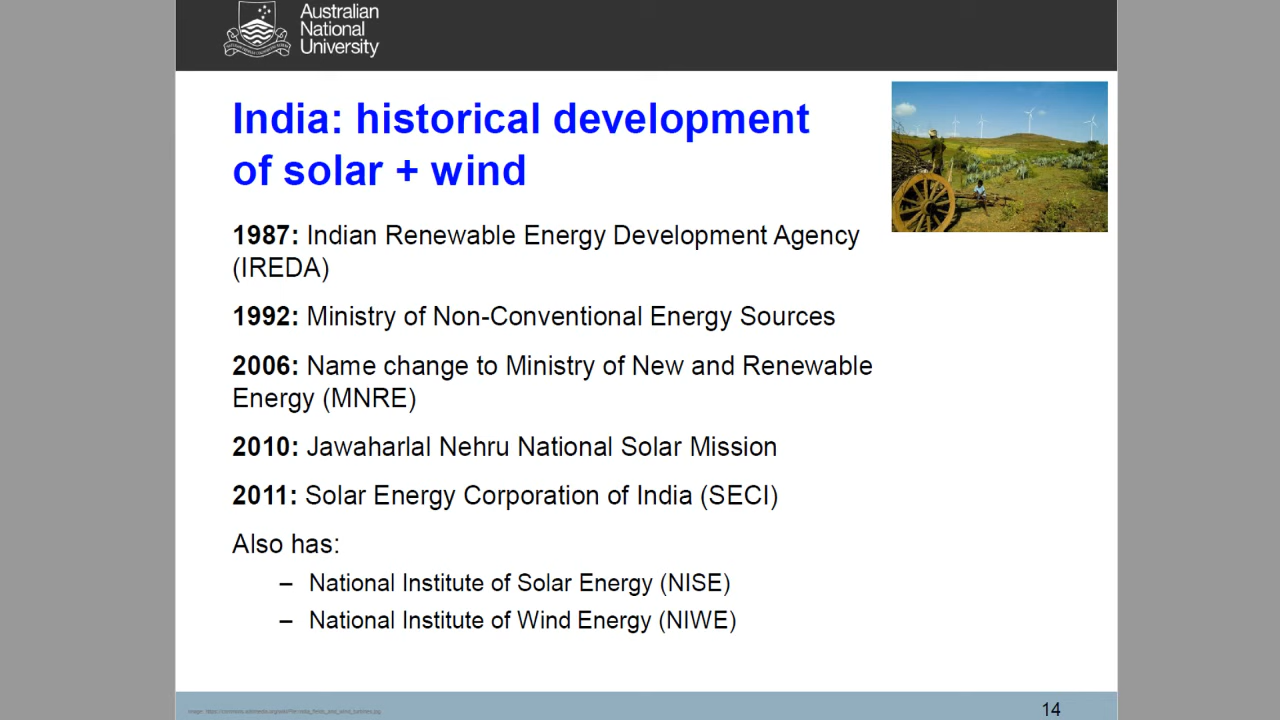 Australian
National
University
India: historical development
of solar + wind
1987: Indian Renewable Energy Development Agency
(IREDA)
1992: Ministry of Non-Conventional Energy Sources
2006: Name change to Ministry of New and Renewable
Energy (MNRE)
2010: Jawaharlal Nehru National Solar Mission
2011: Solar Energy Corporation of India (SECI)
Also has:
– National Institute of Solar Energy (NISE)
– National Institute of Wind Energy (NIWE)
14